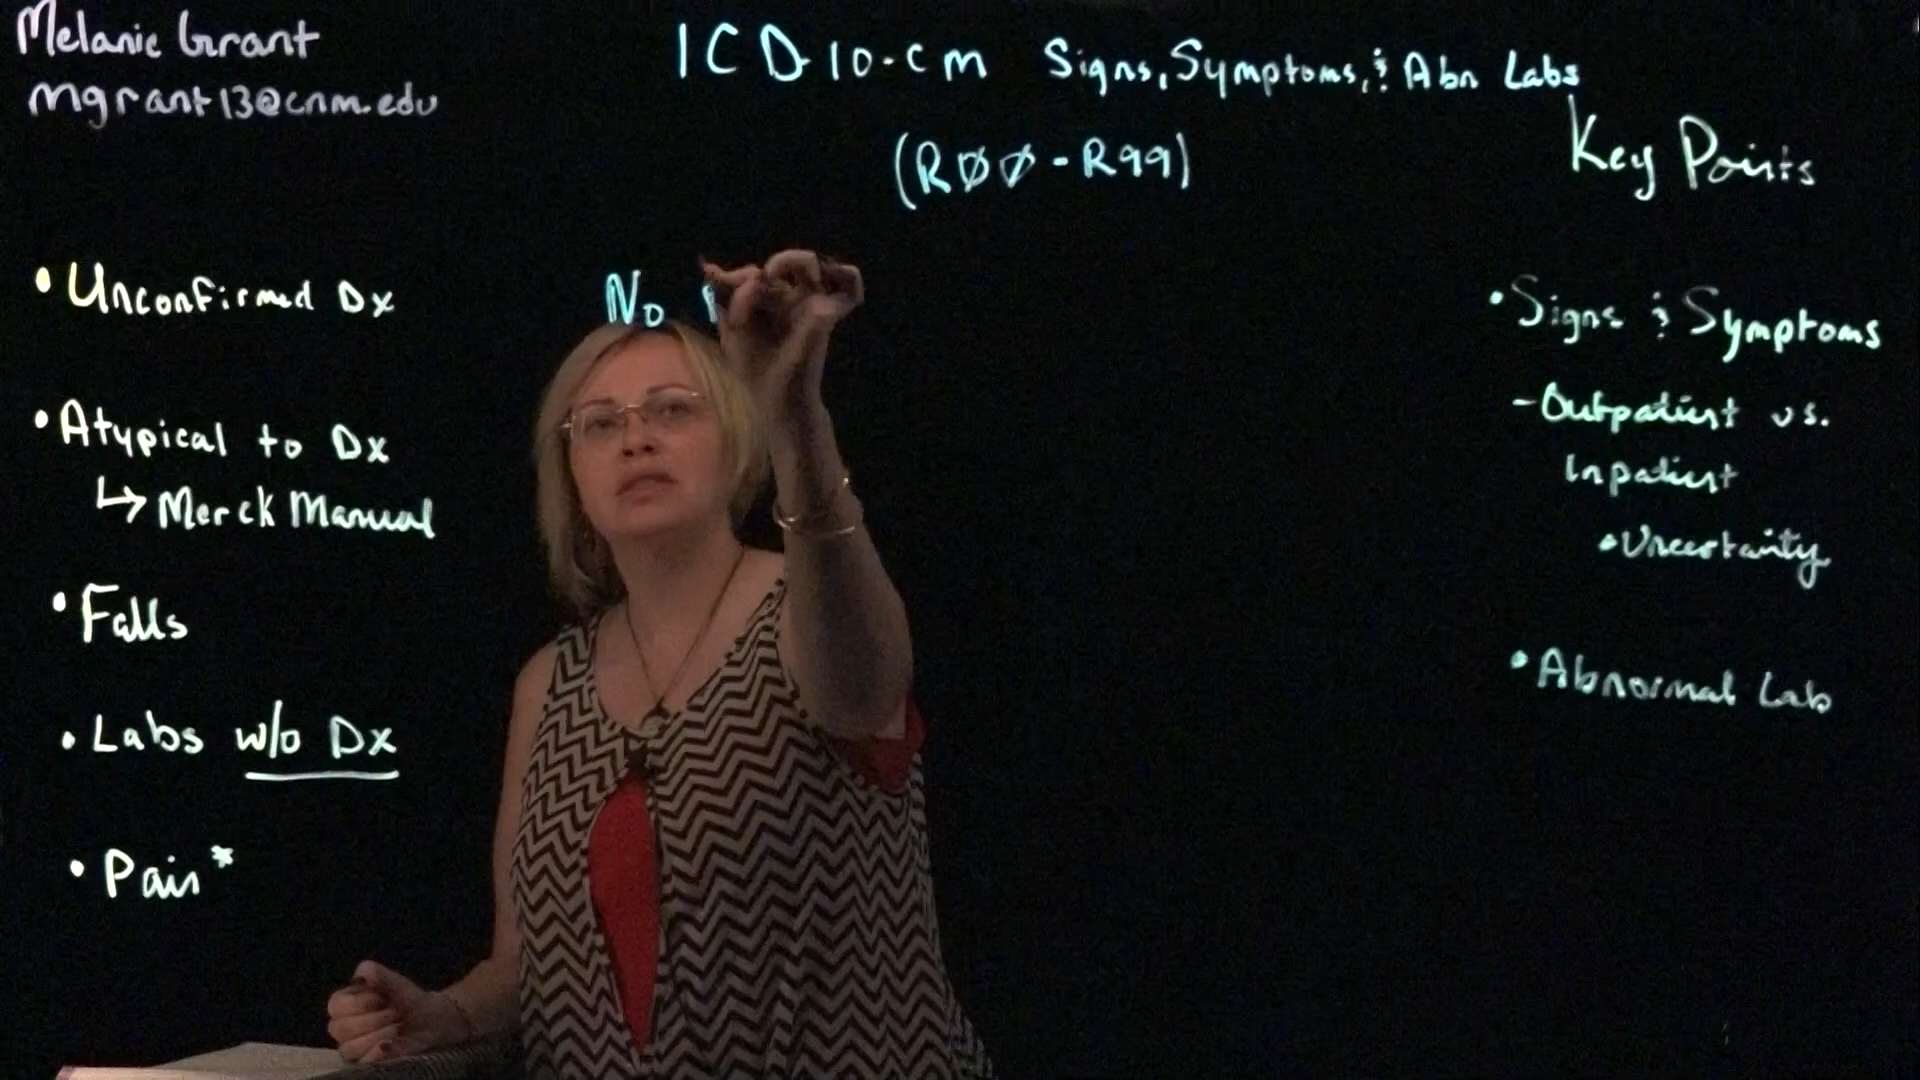 Melanie Grant
mgrant13@cnm.edu
ICD-10-CM Signs, Symptoms, & Abn Labs
(R00-R99)
Key Points
• Unconfirmed Dx
• Atypical to Dx
↳ Merck Manual
• Falls
• Labs w/o Dx
• Pain*
No
• Signs & Symptoms
- Outpatient vs.
Inpatient
• Uncertainty
• Abnormal Lab